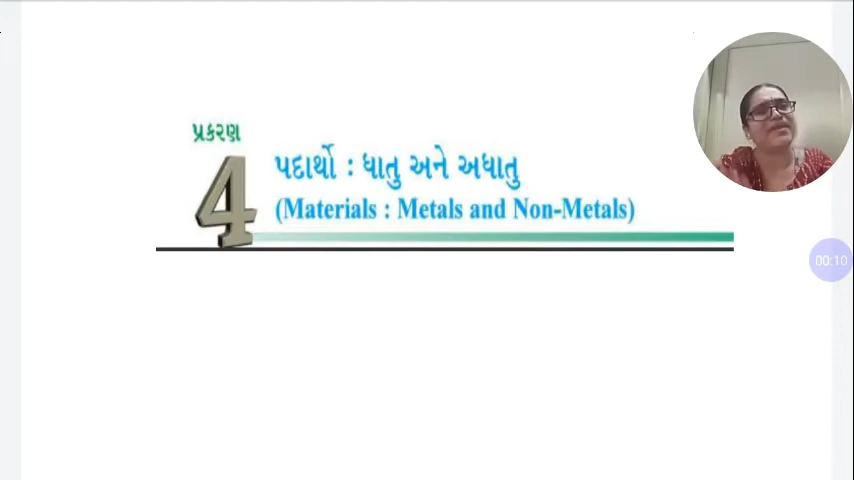 પ્રકરણ
4
પદાર્થો : ધાતુ અને અધાતુ
(Materials : Metals and Non-Metals)
00:10